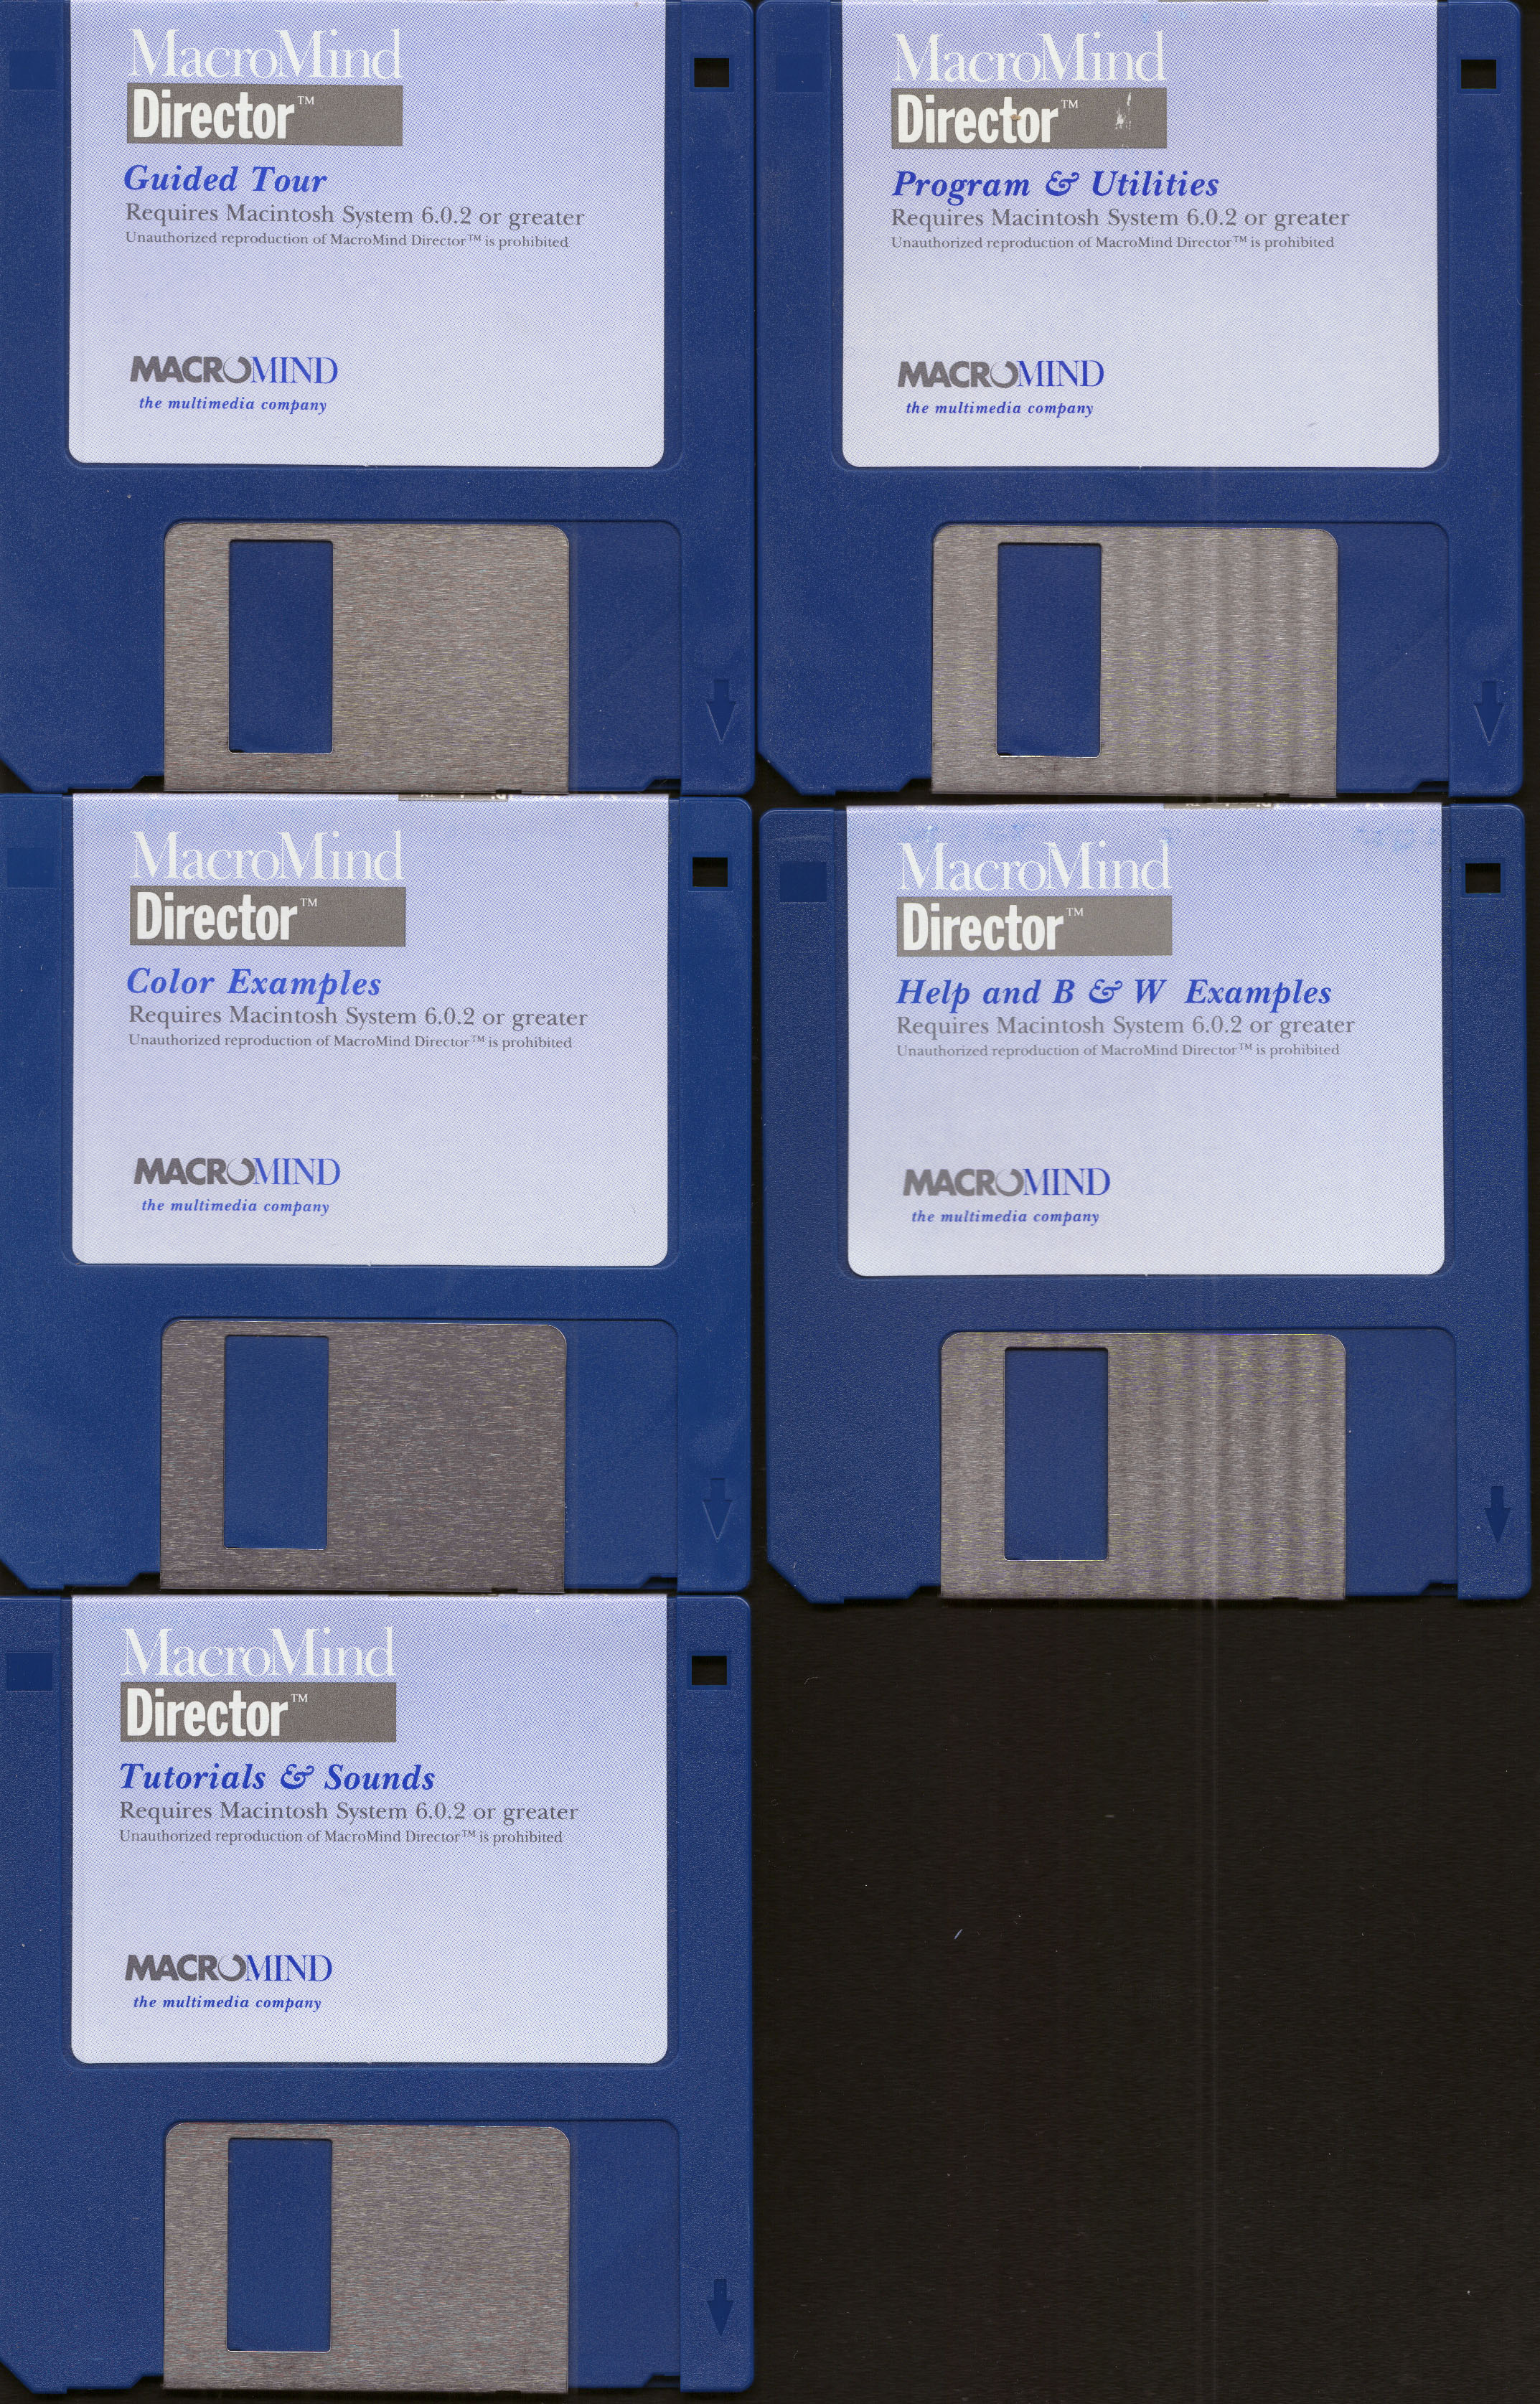 MacroMind
Director™
Guided Tour
Requires Macintosh System 6.0.2 or greater
Unauthorized reproduction of MacroMind Director™ is prohibited
MACROMIND
the multimedia company
MacroMind
Director™
Program & Utilities
Requires Macintosh System 6.0.2 or greater
Unauthorized reproduction of MacroMind Director™ is prohibited
MACROMIND
the multimedia company
MacroMind
Director™
Color Examples
Requires Macintosh System 6.0.2 or greater
Unauthorized reproduction of MacroMind Director™ is prohibited
MACROMIND
the multimedia company
MacroMind
Director™
Help and B & W Examples
Requires Macintosh System 6.0.2 or greater
Unauthorized reproduction of MacroMind Director™ is prohibited
MACROMIND
the multimedia company
MacroMind
Director™
Tutorials & Sounds
Requires Macintosh System 6.0.2 or greater
Unauthorized reproduction of MacroMind Director™ is prohibited
MACROMIND
the multimedia company